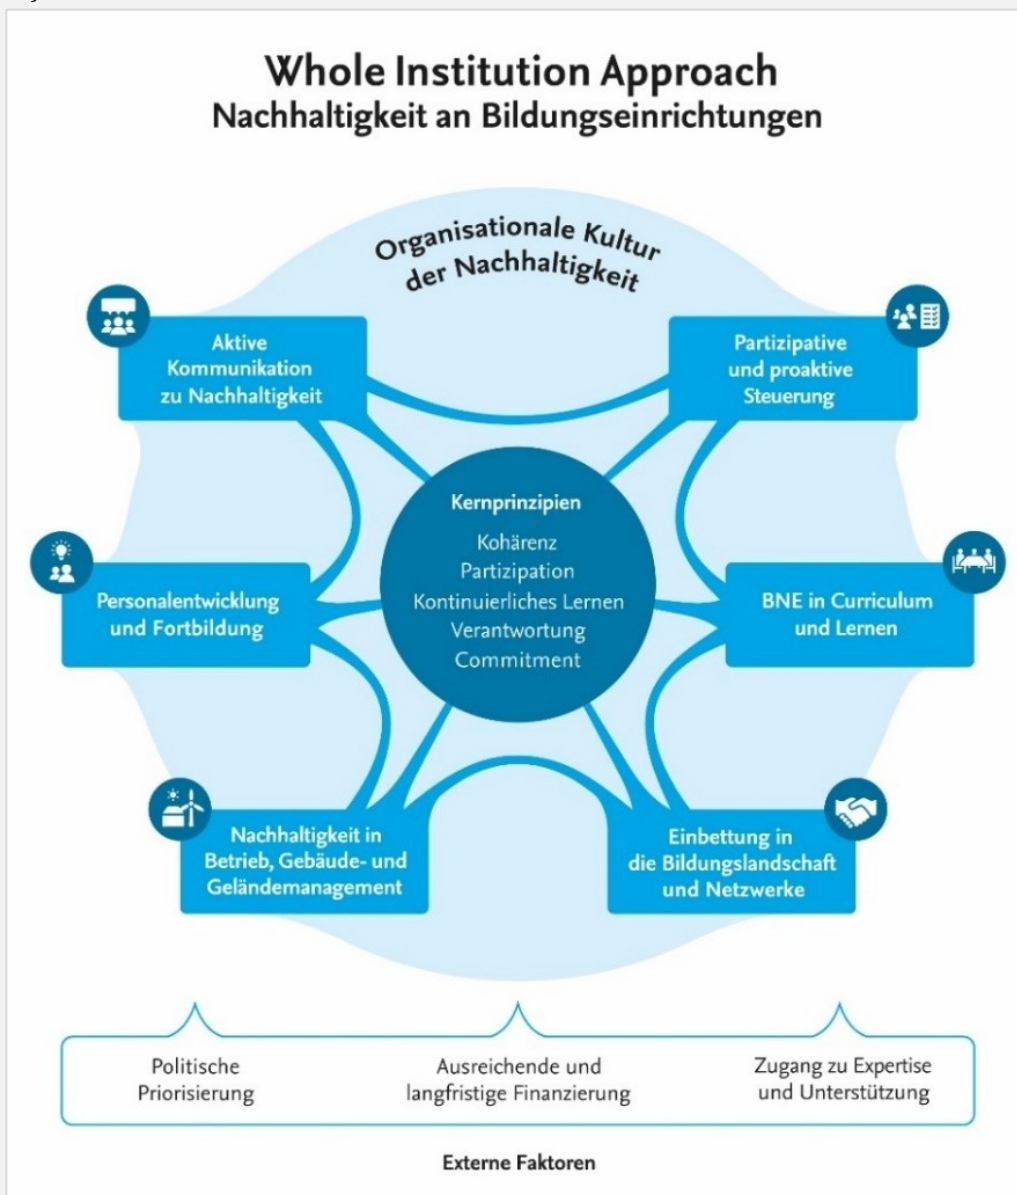 Whole Institution Approach
Nachhaltigkeit an Bildungseinrichtungen
Organisationale Kultur
der Nachhaltigkeit
Aktive
Kommunikation
zu Nachhaltigkeit
Partizipative
und proaktive
Steuerung
Kernprinzipien
Kohärenz
Partizipation
Kontinuierliches Lernen
Verantwortung
Commitment
Personalentwicklung
und Fortbildung
BNE in Curriculum
und Lernen
Nachhaltigkeit in
Betrieb, Gebäude- und
Geländemanagement
Einbettung in
die Bildungslandschaft
und Netzwerke
Politische
Priorisierung
Ausreichende und
langfristige Finanzierung
Zugang zu Expertise
und Unterstützung
Externe Faktoren